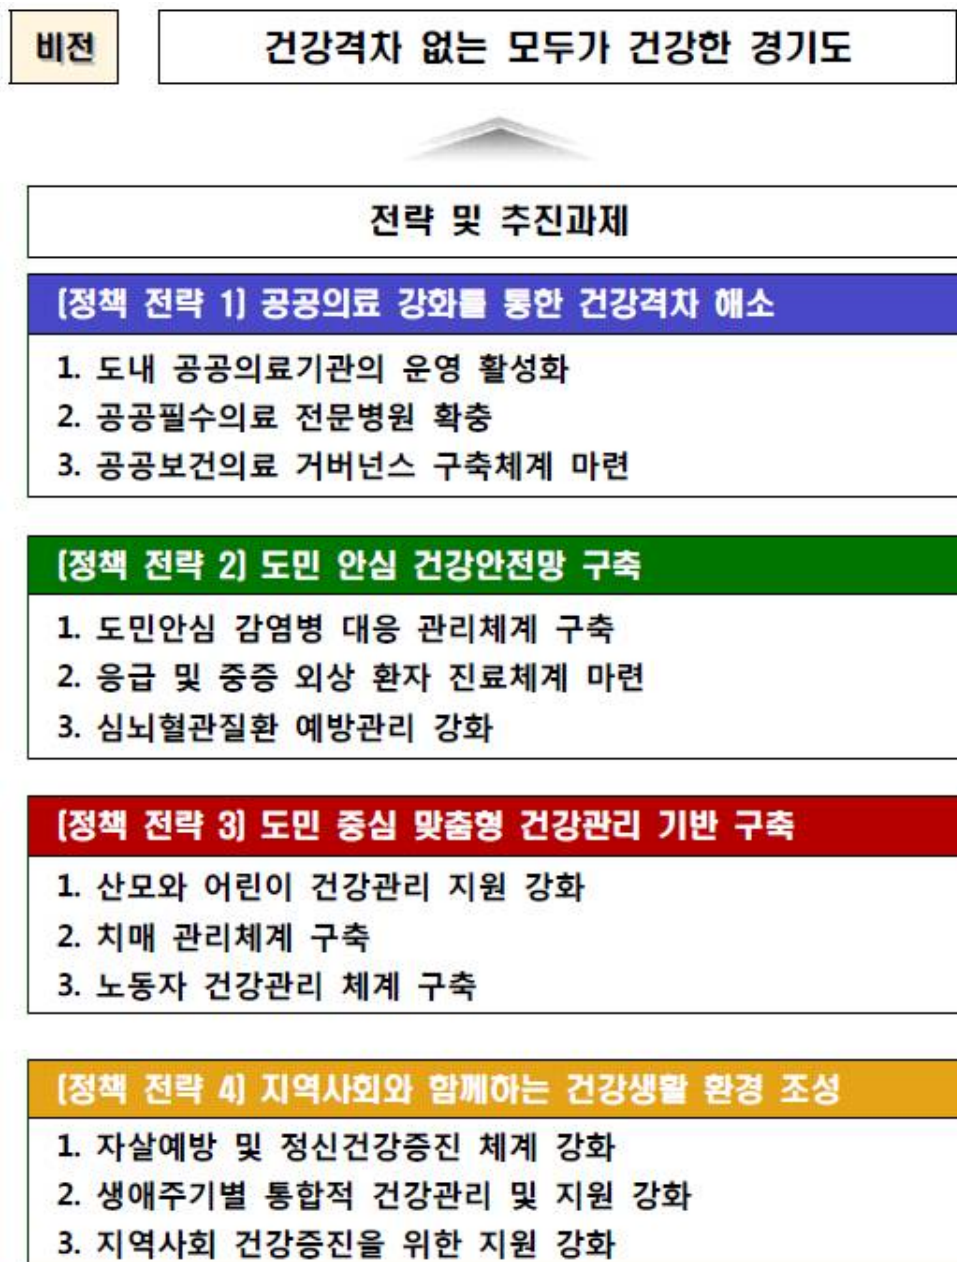 비전
건강격차 없는 모두가 건강한 경기도
전략 및 추진과제
[정책 전략 1] 공공의료 강화를 통한 건강격차 해소
1. 도내 공공의료기관의 운영 활성화
2. 공공필수의료 전문병원 확충
3. 공공보건의료 거버넌스 구축체계 마련
[정책 전략 2] 도민 안심 건강안전망 구축
1. 도민안심 감염병 대응 관리체계 구축
2. 응급 및 중증 외상 환자 진료체계 마련
3. 심뇌혈관질환 예방관리 강화
[정책 전략 3] 도민 중심 맞춤형 건강관리 기반 구축
1. 산모와 어린이 건강관리 지원 강화
2. 치매 관리체계 구축
3. 노동자 건강관리 체계 구축
[정책 전략 4] 지역사회와 함께하는 건강생활 환경 조성
1. 자살예방 및 정신건강증진 체계 강화
2. 생애주기별 통합적 건강관리 및 지원 강화
3. 지역사회 건강증진을 위한 지원 강화